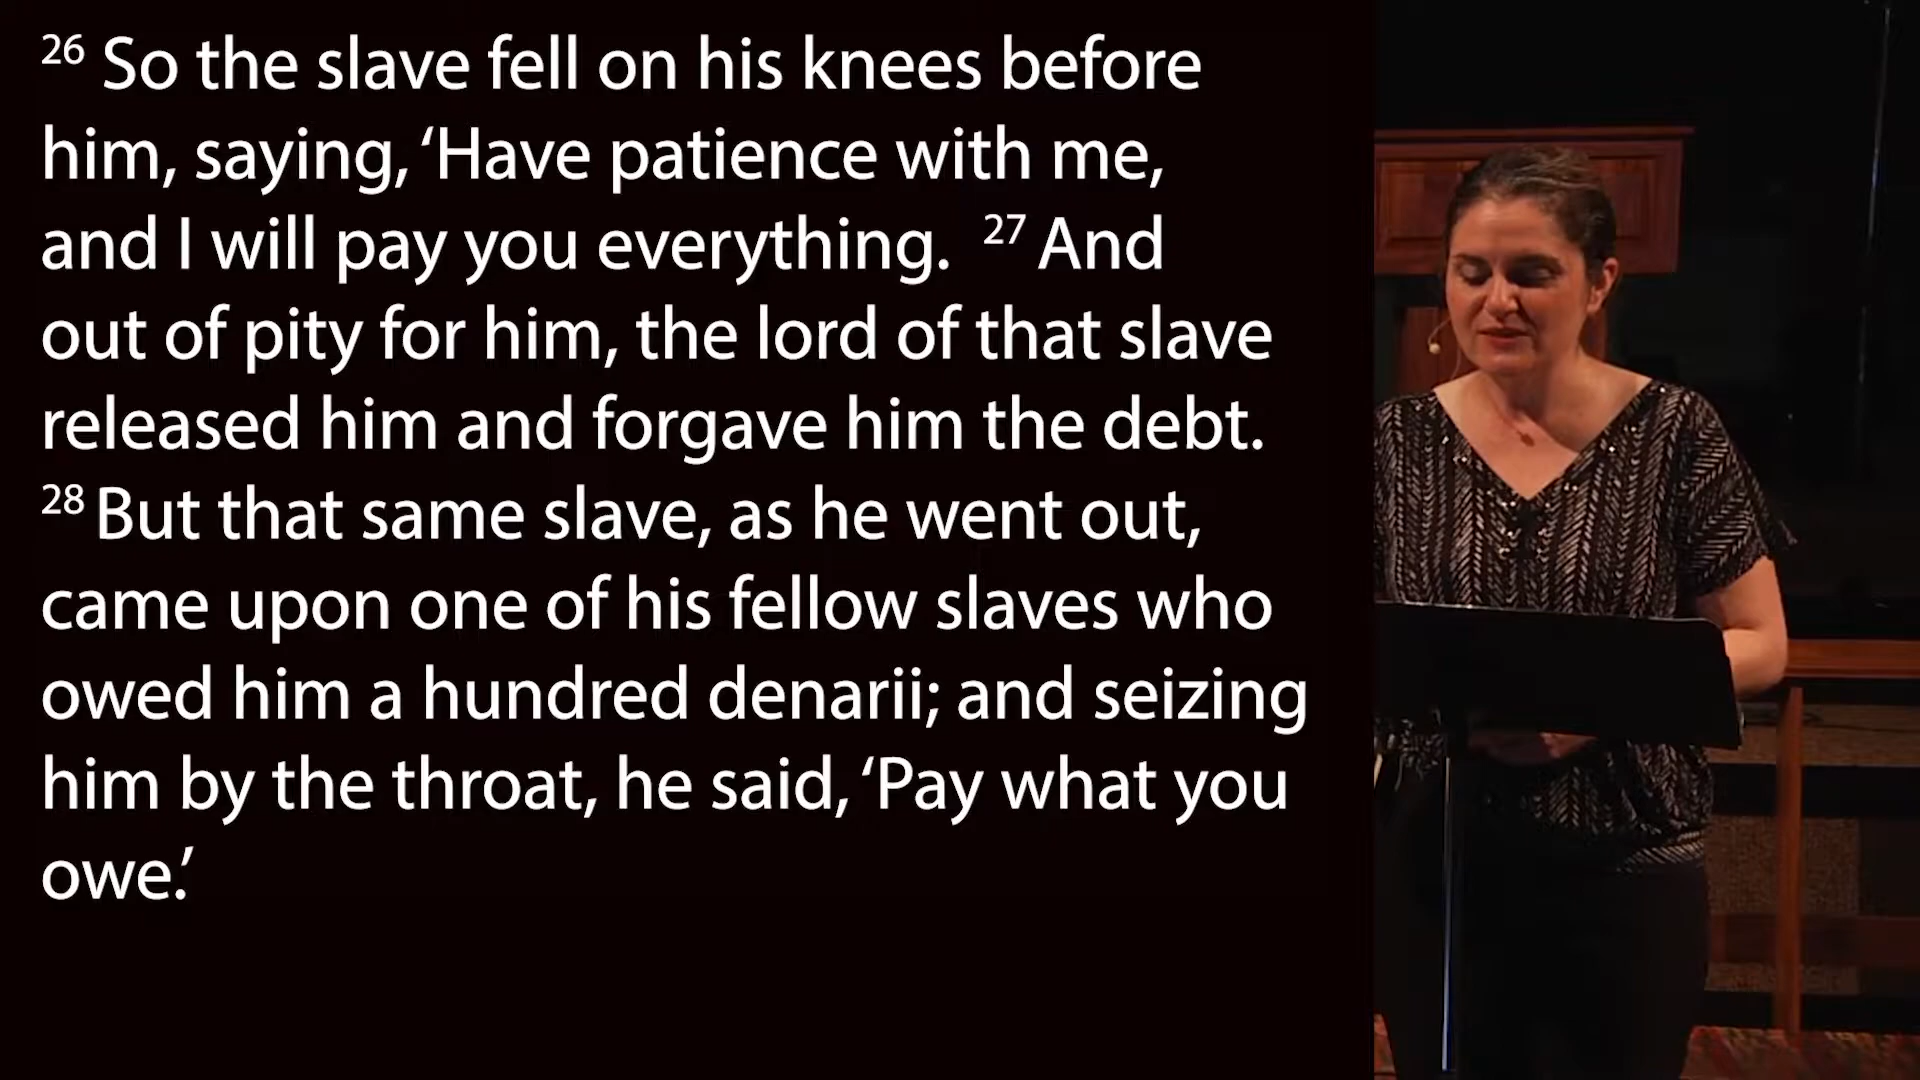 26 So the slave fell on his knees before
him, saying, ‘Have patience with me,
and I will pay you everything. 27 And
out of pity for him, the lord of that slave
released him and forgave him the debt.
28 But that same slave, as he went out,
came upon one of his fellow slaves who
owed him a hundred denarii; and seizing
him by the throat, he said, ‘Pay what you
owe.’